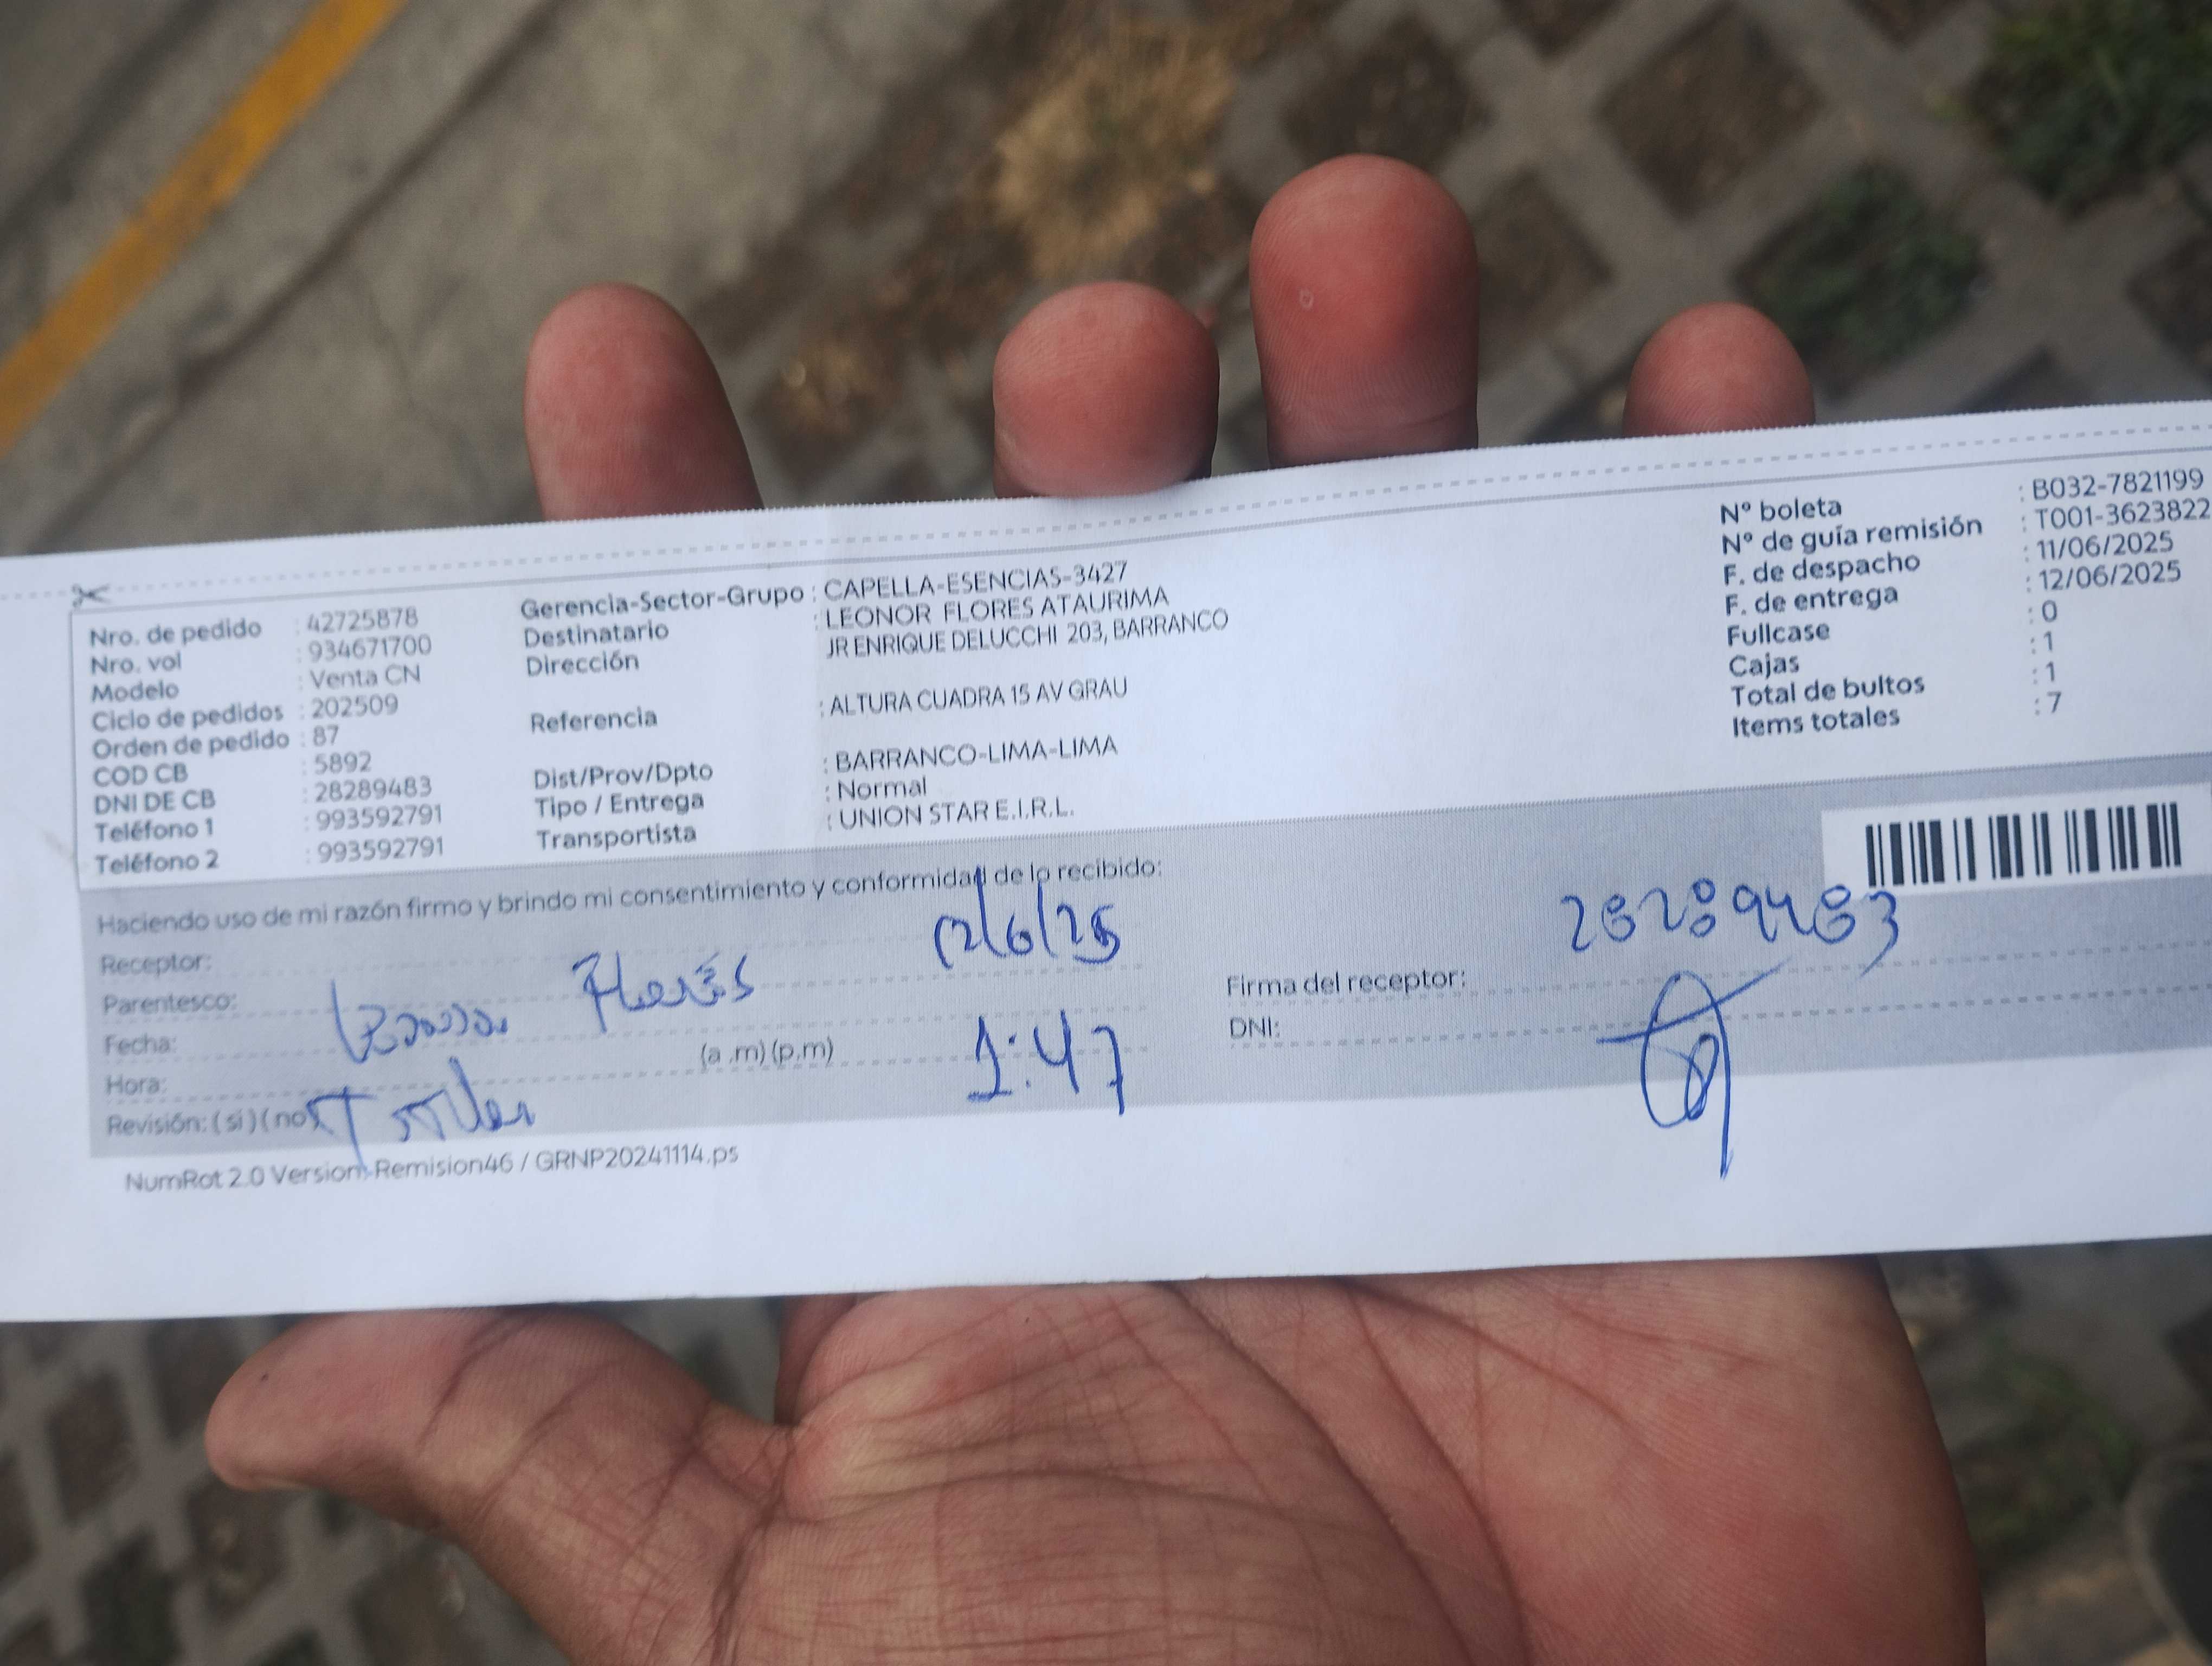 Nro. de pedido : 42725878
Nro. vol : 934671700
Modelo : Venta CN
Ciclo de pedidos : 202509
Orden de pedido : 87
COD CB : 5892
DNI DE CB : 28289483
Teléfono 1 : 993592791
Teléfono 2 : 993592791
Gerencia-Sector-Grupo : CAPELLA-ESENCIAS-3427
Destinatario : LEONOR FLORES ATAURIMA
Dirección JR ENRIQUE DELUCCHI 203, BARRANCO
Referencia : ALTURA CUADRA 15 AV GRAU
Dist/Prov/Dpto : BARRANCO-LIMA-LIMA
Tipo / Entrega : Normal
Transportista : UNION STAR E.I.R.L.
Nº boleta : B032-7821199
Nº de guía remisión : T001-3623822
F. de despacho : 11/06/2025
F. de entrega : 12/06/2025
Fullcase : 0
Cajas : 1
Total de bultos : 1
Items totales : 7
Haciendo uso de mi razón firmo y brindo mi consentimiento y conformidad de lo recibido:
Receptor:
12/6/25
Parentesco:
Flores
Fecha:
Hora: (a .m) (p.m)
1:47
Revisión: ( si ) ( no )
28289483
Firma del receptor:
DNI:
NumRot 2.0 Version-Remision46 / GRNP20241114.ps